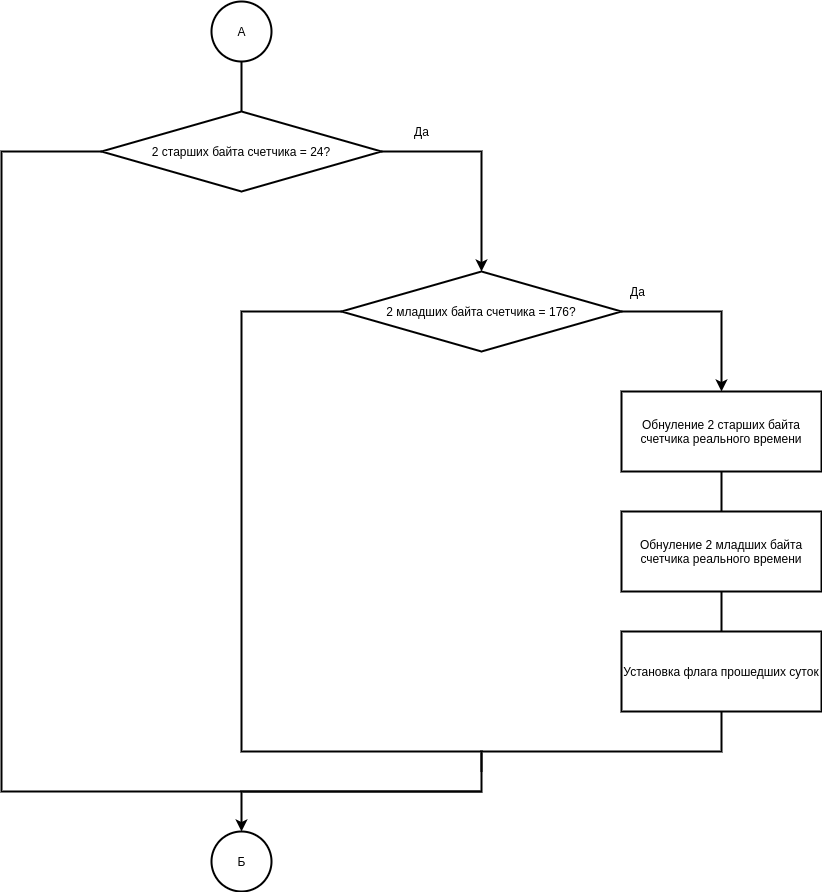 А
Да
2 старших байта счетчика = 24?
Да
2 младших байта счетчика = 176?
Обнуление 2 старших байта
счетчика реального времени
Обнуление 2 младших байта
счетчика реального времени
Установка флага прошедших суток
Б